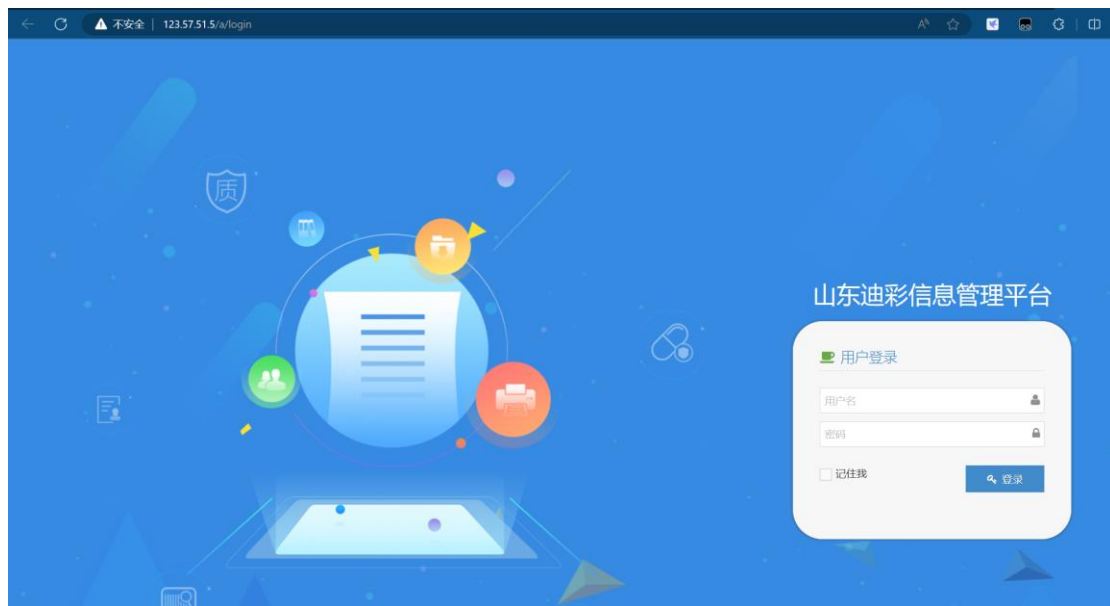 不安全 | 123.57.51.5/a/login
质
山东迪彩信息管理平台
用户登录
用户名
密码
记住我
登录